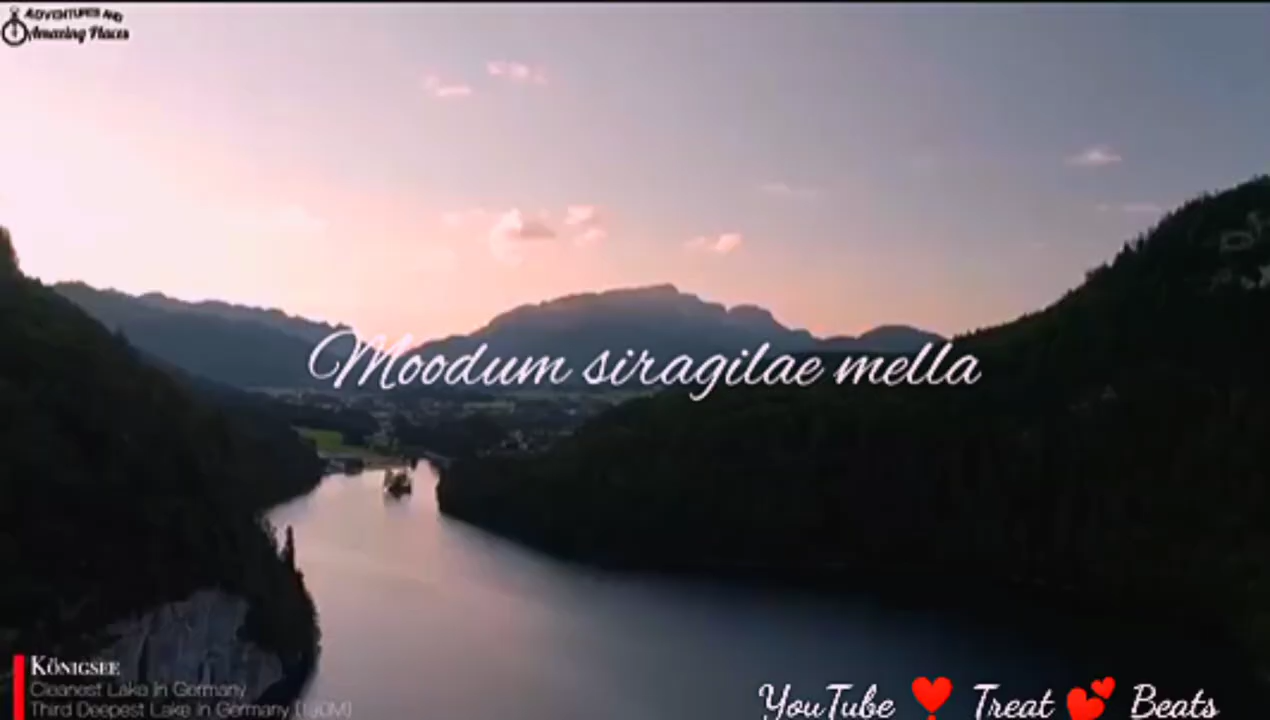 ADVENTURES AND
Amazing Places
Moodum siragilae mella
KÖNIGSEE
Cleanest Lake In Germany
Third Deepest Lake In Germany (190M)
YouTube ❣ Treat 💕 Beats